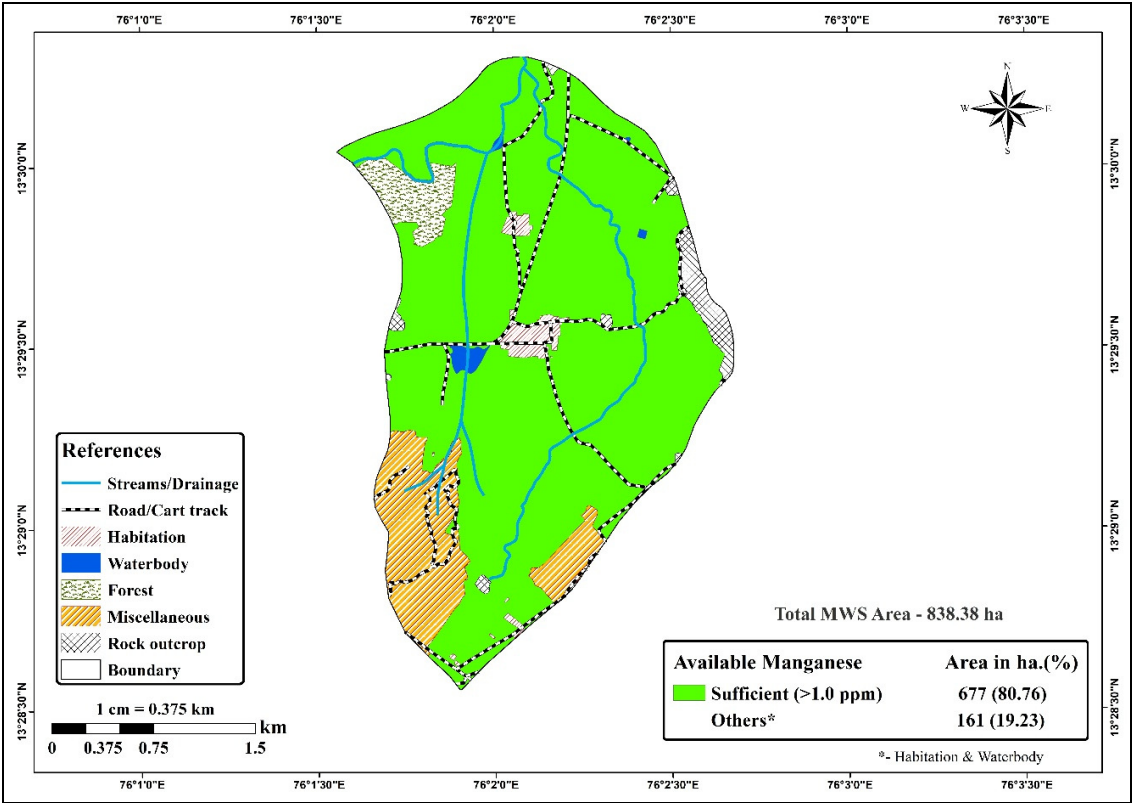 76°1'0"E 76°1'30"E 76°2'0"E 76°2'30"E 76°3'0"E 76°3'30"E
N
W E
S
13°30'0"N 13°30'0"N
13°29'30"N 13°29'30"N
References
Streams/Drainage
Road/Cart track
Habitation
Waterbody
Forest
Miscellaneous
Rock outcrop
Boundary
13°29'0"N 13°29'0"N
Total MWS Area - 838.38 ha
Available Manganese Area in ha.(%)
Sufficient (>1.0 ppm) 677 (80.76)
Others* 161 (19.23)
*- Habitation & Waterbody
13°28'30"N 13°28'30"N
1 cm = 0.375 km
km
0 0.375 0.75 1.5
76°1'0"E 76°1'30"E 76°2'0"E 76°2'30"E 76°3'0"E 76°3'30"E